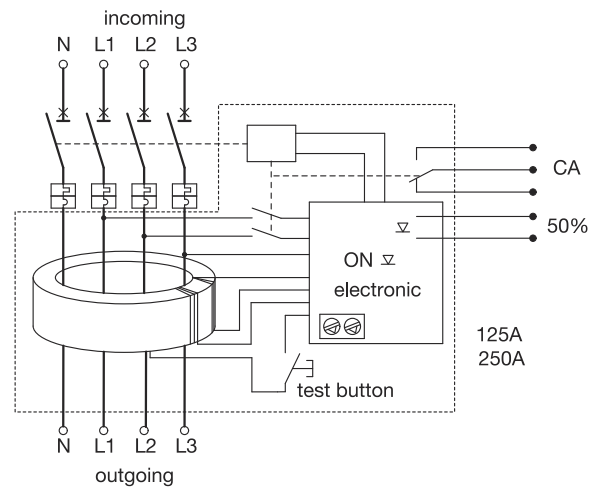 incoming
N L1 L2 L3
CA
50%
ON
electronic
125A
250A
test button
N L1 L2 L3
outgoing